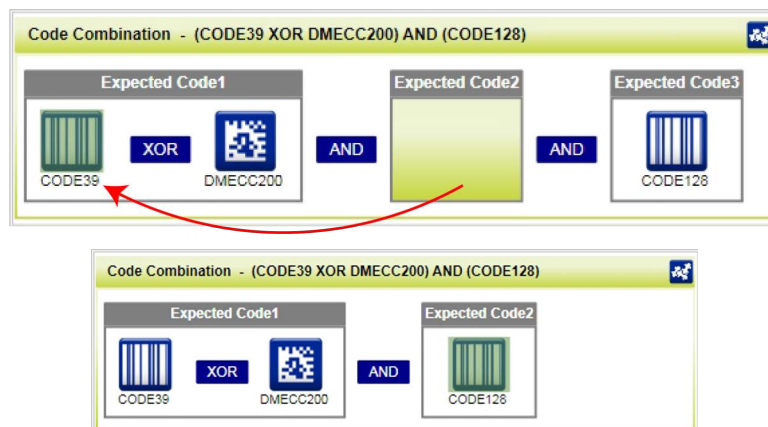 Code Combination - (CODE39 XOR DMECC200) AND (CODE128)
Expected Code1 Expected Code2 Expected Code3
XOR AND AND
CODE39 DMECC200 CODE128
Code Combination - (CODE39 XOR DMECC200) AND (CODE128)
Expected Code1 Expected Code2
XOR AND
CODE39 DMECC200 CODE128